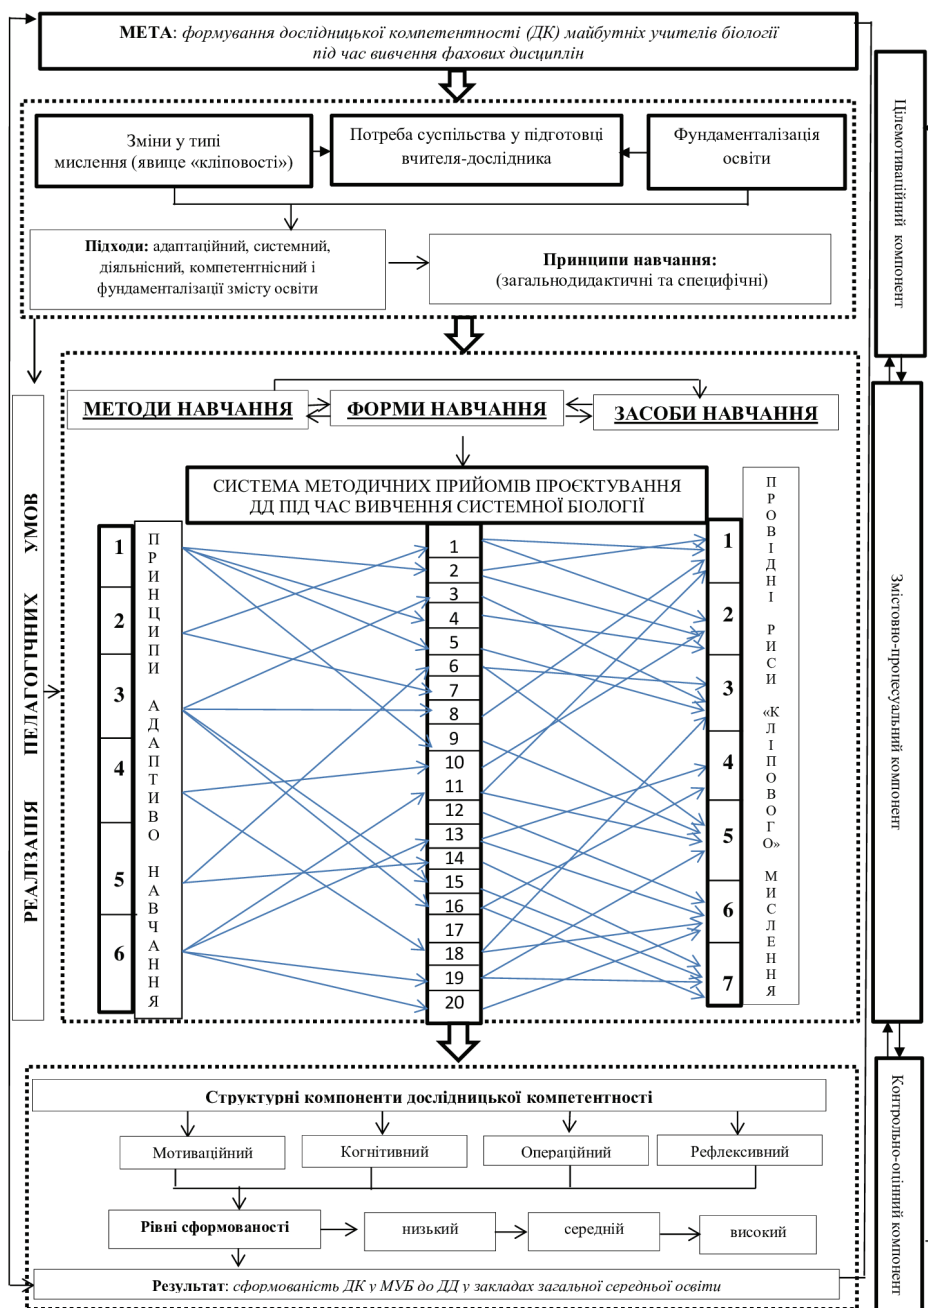 МЕТА: формування дослідницької компетентності (ДК) майбутніх учителів біології
під час вивчення фахових дисциплін
Цілемотиваційний компонент
Зміни у типі
мислення (явище «кліповості»)
Потреба суспільства у підготовці
вчителя-дослідника
Фундаменталізація
освіти
Підходи: адаптаційний, системний,
діяльнісний, компетентнісний і
фундаменталізації змісту освіти
Принципи навчання:
(загальнодидактичні та специфічні)
РЕАЛІЗАПІЯ ПЕЛАГОГІЧНИХ УМОВ
МЕТОДИ НАВЧАННЯ
ФОРМИ НАВЧАННЯ
ЗАСОБИ НАВЧАННЯ
Змістовно-процесуальний компонент
СИСТЕМА МЕТОДИЧНИХ ПРИЙОМІВ ПРОЄКТУВАННЯ
ДД ПІД ЧАС ВИВЧЕННЯ СИСТЕМНОЇ БІОЛОГІЇ
1
2
3
4
5
6
ПРИНЦИПИ АДАПТИВО НАВЧАННЯ
1
2
3
4
5
6
7
8
9
10
11
12
13
14
15
16
17
18
19
20
1
2
3
4
5
6
7
ПРОВІДНІ РИСИ «КЛІПОВОГО» МИСЛЕННЯ
Контрольно-оцінний компонент
Структурні компоненти дослідницької компетентності
Мотиваційний
Когнітивний
Операційний
Рефлексивний
Рівні сформованості
низький
середній
високий
Результат: сформованість ДК у МУБ до ДД у закладах загальної середньої освіти